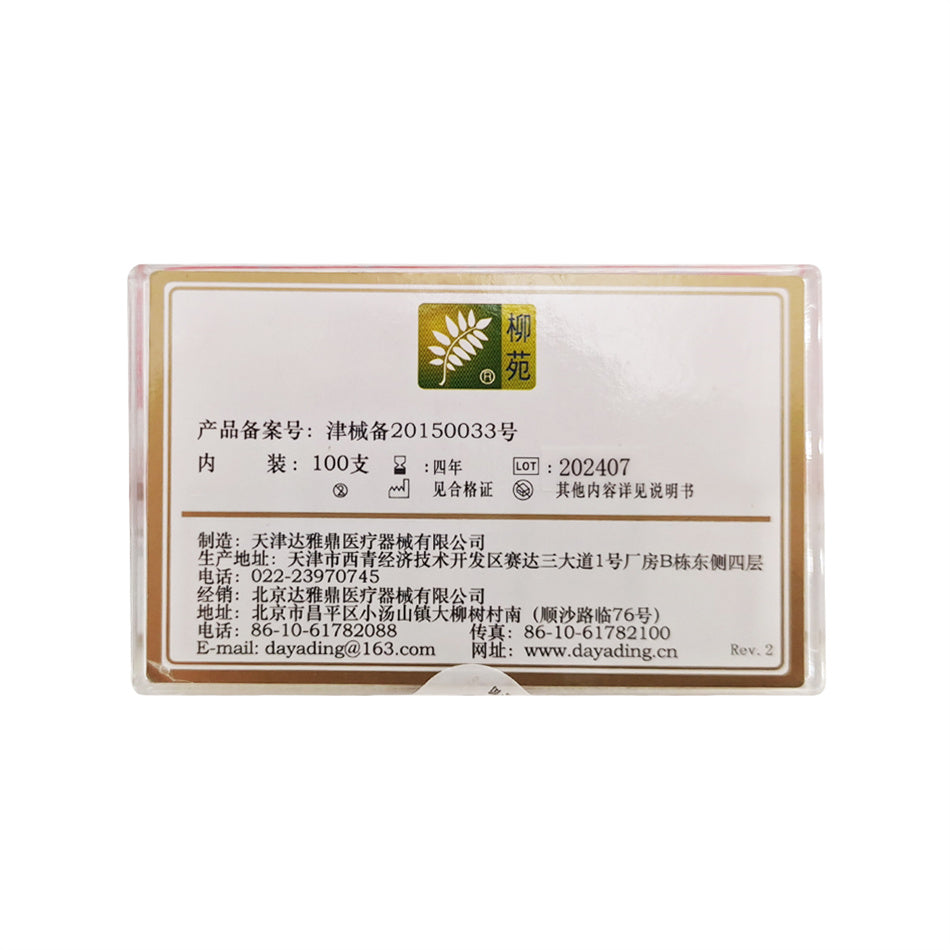 柳苑
®
产品备案号：津械备20150033号
内 装：100支 ：四年 LOT：202407
见合格证 其他内容详见说明书
制造：天津达雅鼎医疗器械有限公司
生产地址：天津市西青经济技术开发区赛达三大道1号厂房B栋东侧四层
电话：022-23970745
经销：北京达雅鼎医疗器械有限公司
地址：北京市昌平区小汤山镇大柳树村南（顺沙路临76号）
电话：86-10-61782088 传真：86-10-61782100
E-mail: dayading@163.com 网址：www.dayading.cn
Rev.2